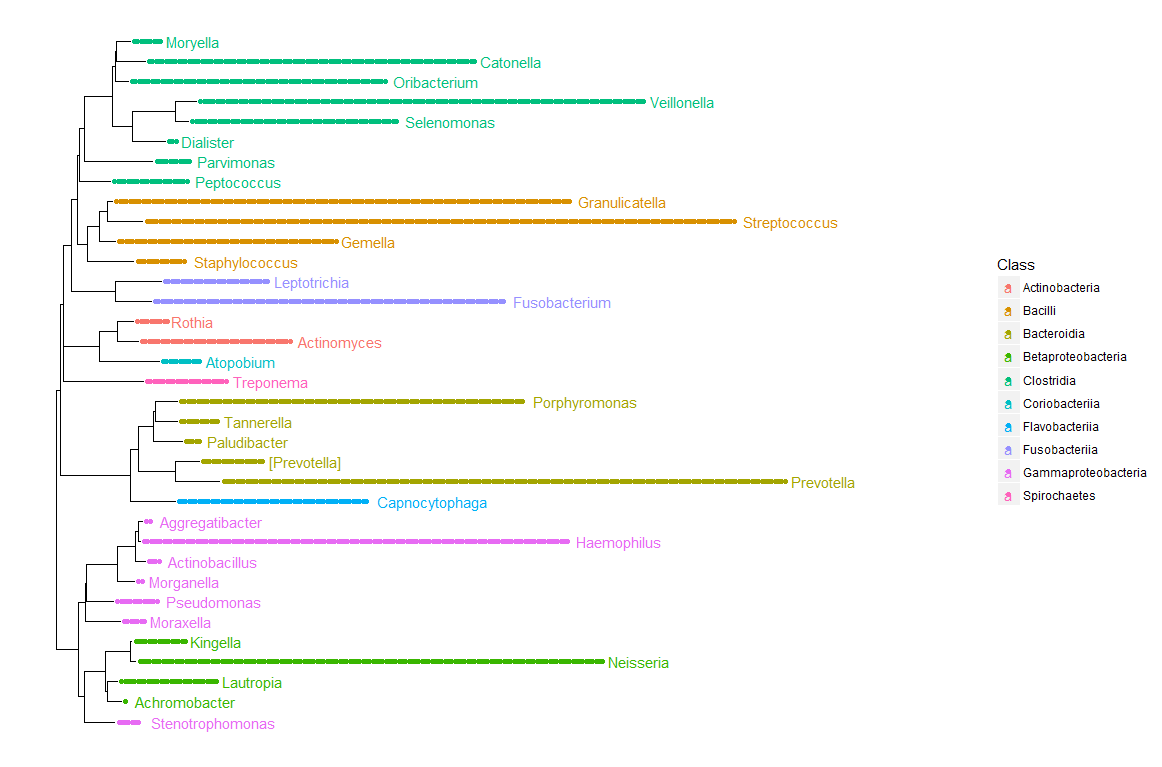 Moryella
Catonella
Oribacterium
Veillonella
Selenomonas
Dialister
Parvimonas
Peptococcus
Granulicatella
Streptococcus
Gemella
Staphylococcus
Leptotrichia
Fusobacterium
Rothia
Actinomyces
Atopobium
Treponema
Porphyromonas
Tannerella
Paludibacter
[Prevotella]
Prevotella
Capnocytophaga
Aggregatibacter
Haemophilus
Actinobacillus
Morganella
Pseudomonas
Moraxella
Kingella
Neisseria
Lautropia
Achromobacter
Stenotrophomonas
Class
a Actinobacteria
a Bacilli
a Bacteroidia
a Betaproteobacteria
a Clostridia
a Coriobacteriia
a Flavobacteriia
a Fusobacteriia
a Gammaproteobacteria
a Spirochaetes